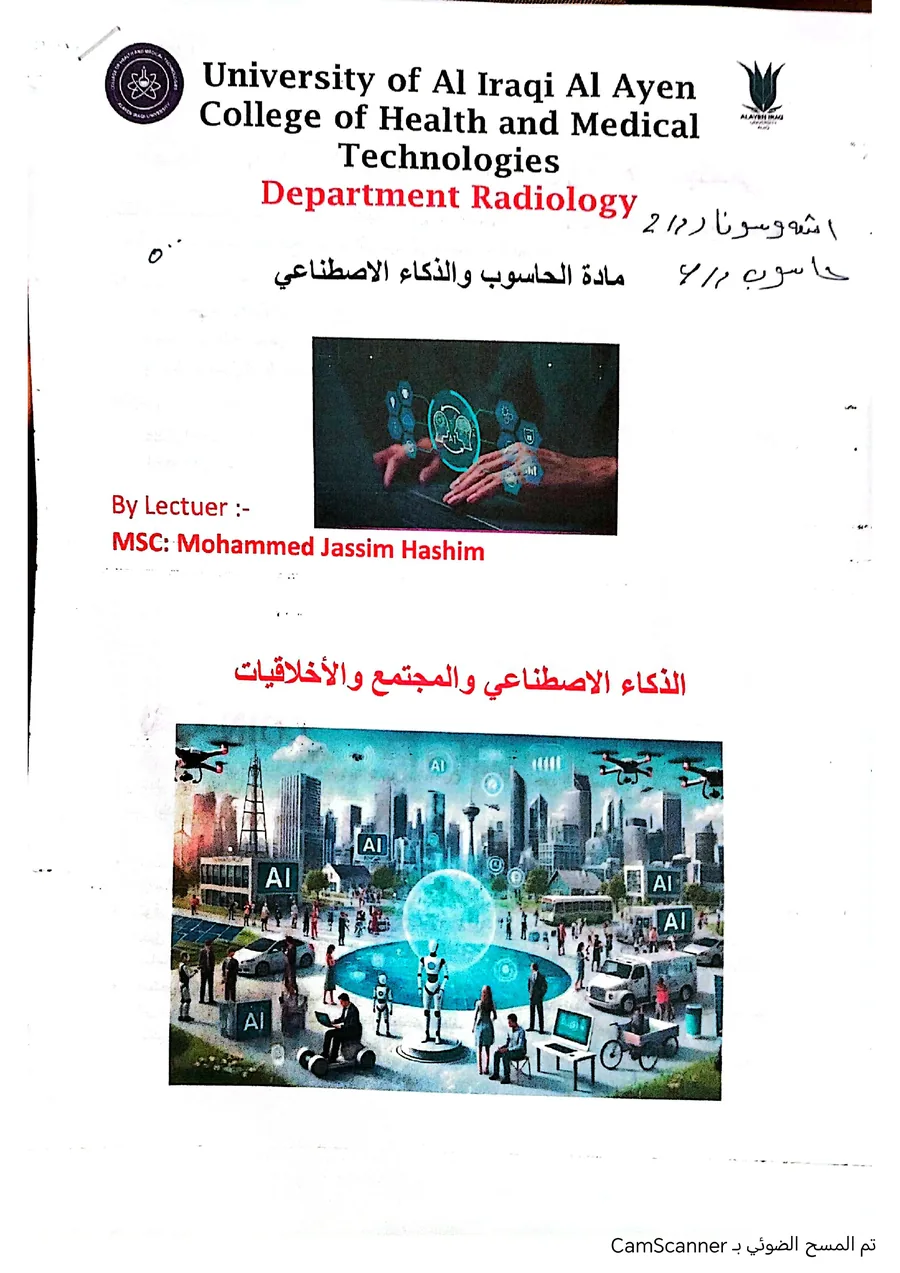 University of Al Iraqi Al Ayen
College of Health and Medical
Technologies
Department Radiology
مادة الحاسوب والذكاء الاصطناعي
By Lectuer :-
MSC: Mohammed Jassim Hashim
الذكاء الاصطناعي والمجتمع والأخلاقيات
AI
AI
AI
AI
AI
AI
تم المسح الضوئي بـ CamScanner